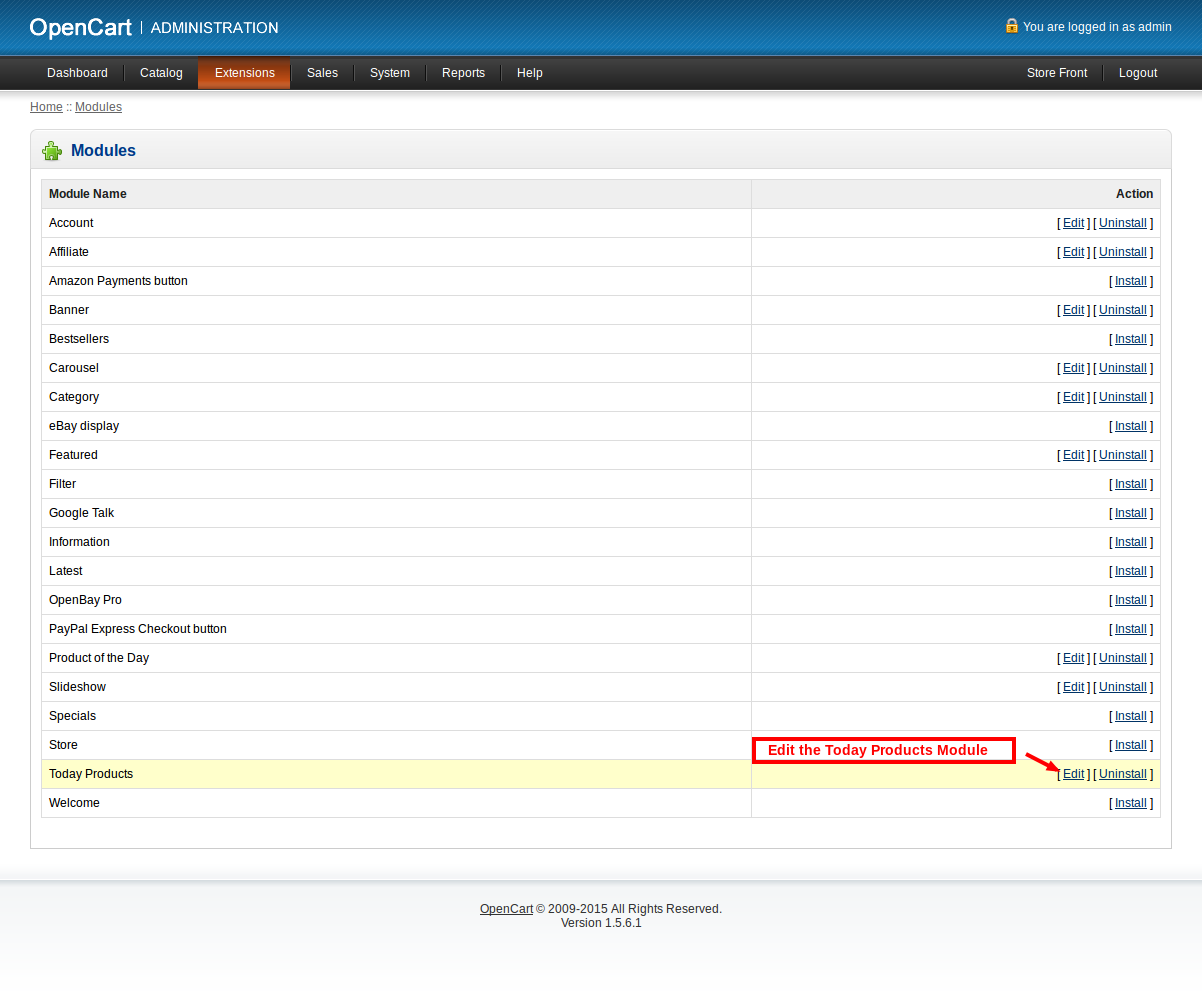 OpenCart | ADMINISTRATION You are logged in as admin
Dashboard Catalog Extensions Sales System Reports Help Store Front Logout
Home :: Modules
Modules
Module Name Action
Account [ Edit ] [ Uninstall ]
Affiliate [ Edit ] [ Uninstall ]
Amazon Payments button [ Install ]
Banner [ Edit ] [ Uninstall ]
Bestsellers [ Install ]
Carousel [ Edit ] [ Uninstall ]
Category [ Edit ] [ Uninstall ]
eBay display [ Install ]
Featured [ Edit ] [ Uninstall ]
Filter [ Install ]
Google Talk [ Install ]
Information [ Install ]
Latest [ Install ]
OpenBay Pro [ Install ]
PayPal Express Checkout button [ Install ]
Product of the Day [ Edit ] [ Uninstall ]
Slideshow [ Edit ] [ Uninstall ]
Specials [ Install ]
Store [ Install ]
Edit the Today Products Module
Today Products [ Edit ] [ Uninstall ]
Welcome [ Install ]
OpenCart © 2009-2015 All Rights Reserved.
Version 1.5.6.1